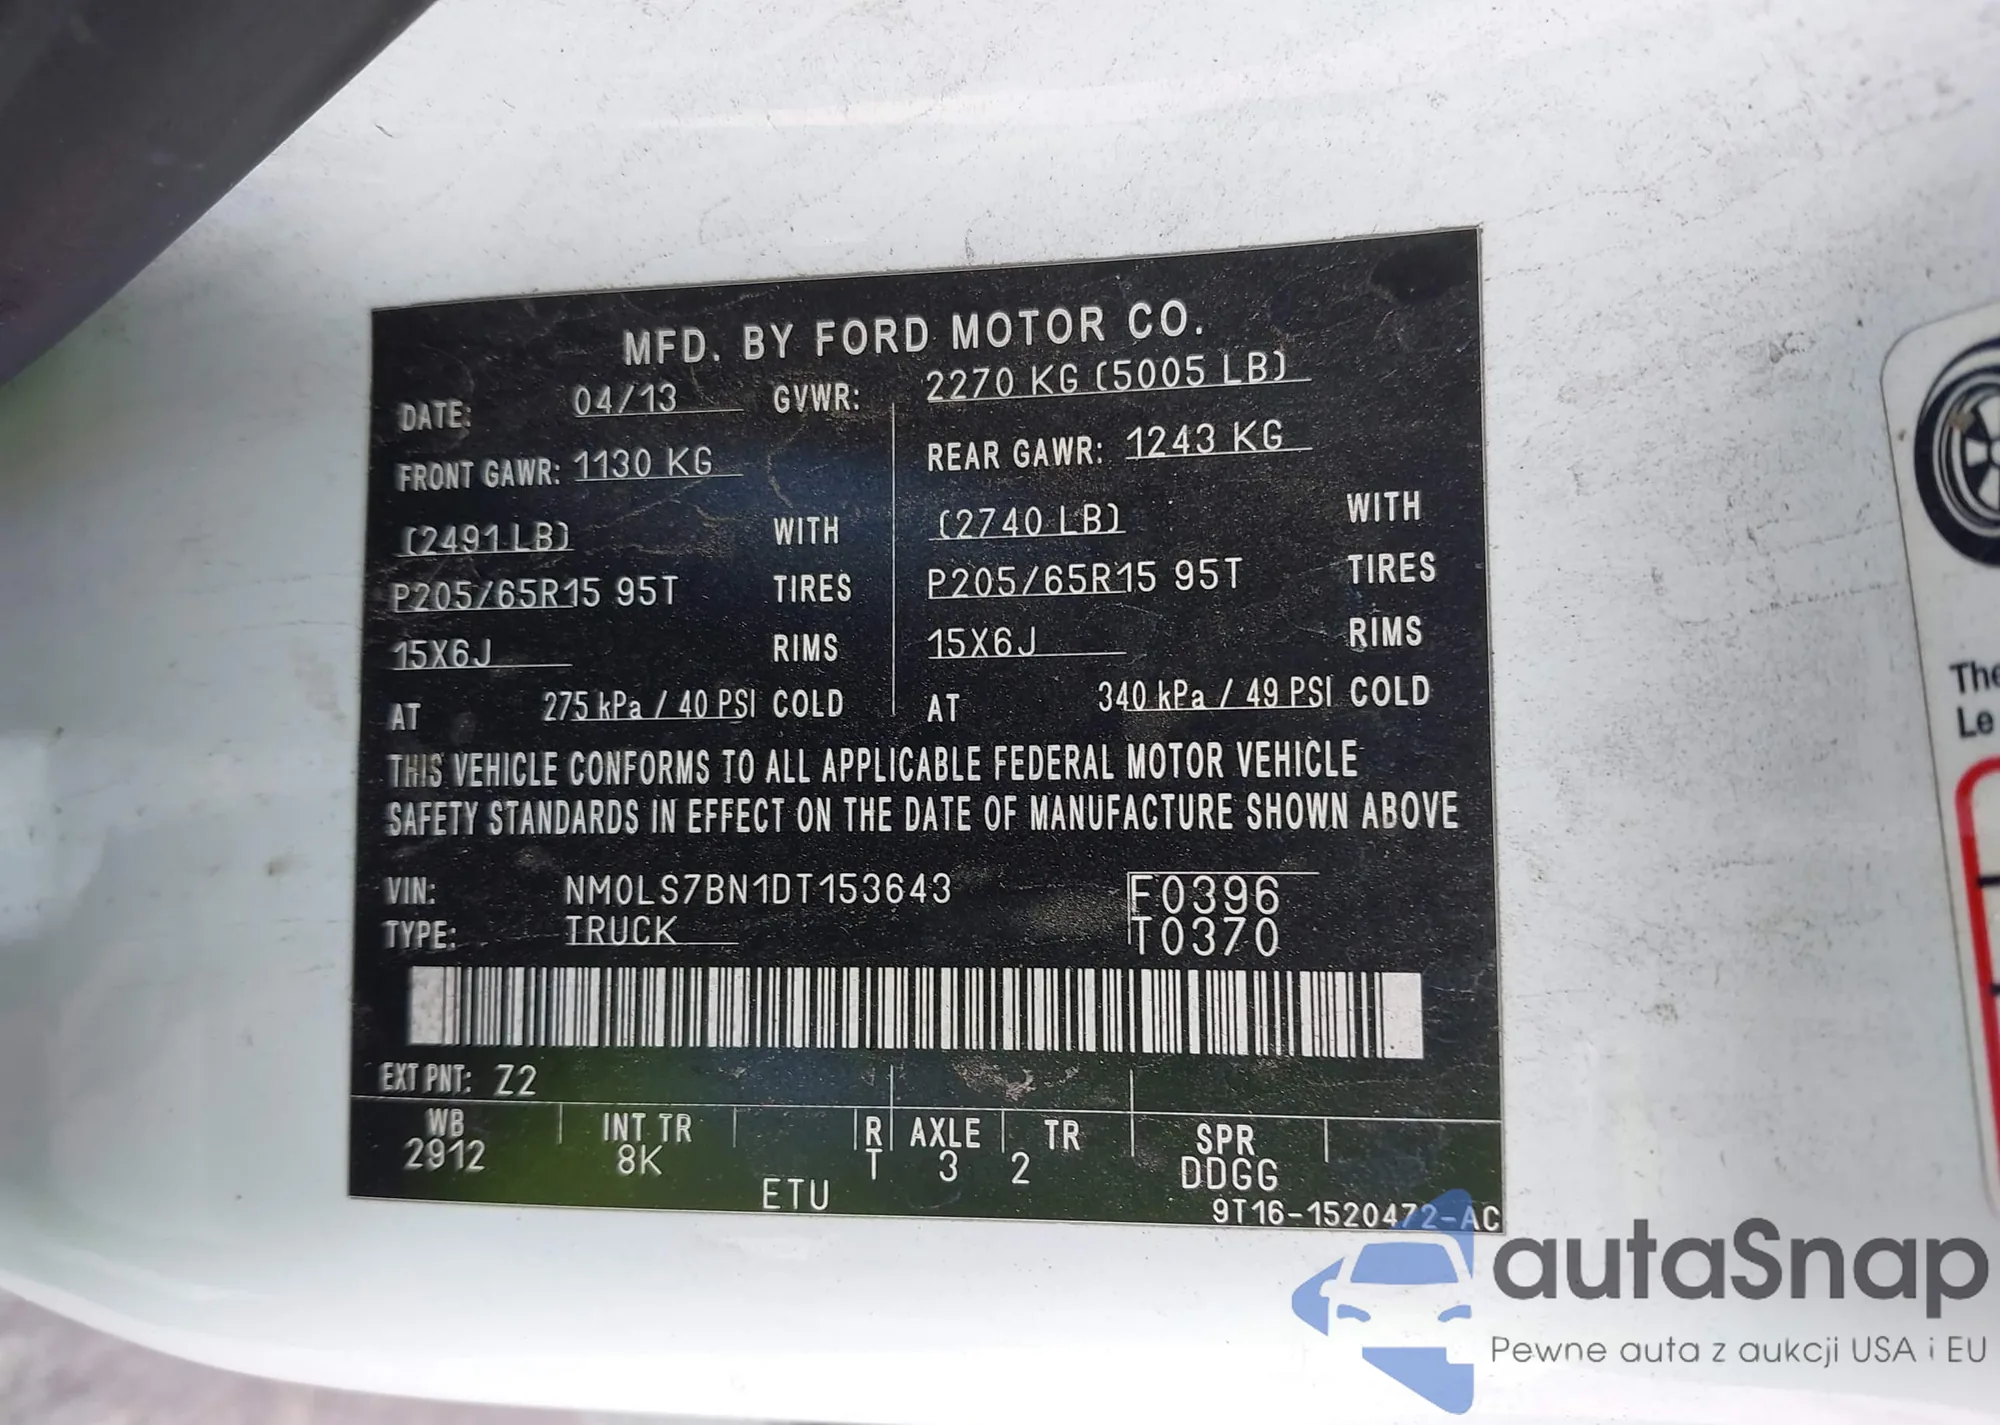 MFD. BY FORD MOTOR CO.
DATE: 04/13 GVWR: 2270 KG (5005 LB)
FRONT GAWR: 1130 KG REAR GAWR: 1243 KG
(2491 LB) WITH (2740 LB) WITH
P205/65R15 95T TIRES P205/65R15 95T TIRES
15X6J RIMS 15X6J RIMS
AT 275 kPa / 40 PSI COLD AT 340 kPa / 49 PSI COLD
THIS VEHICLE CONFORMS TO ALL APPLICABLE FEDERAL MOTOR VEHICLE
SAFETY STANDARDS IN EFFECT ON THE DATE OF MANUFACTURE SHOWN ABOVE
VIN: NM0LS7BN1DT153643 F0396
TYPE: TRUCK T0370
EXT PNT: Z2
WB INT TR R AXLE TR SPR
2912 8K T 3 2 DDGG
ETU 9T16-1520472-AC
The
Le
autaSnap
Pewne auta z aukcji USA i EU